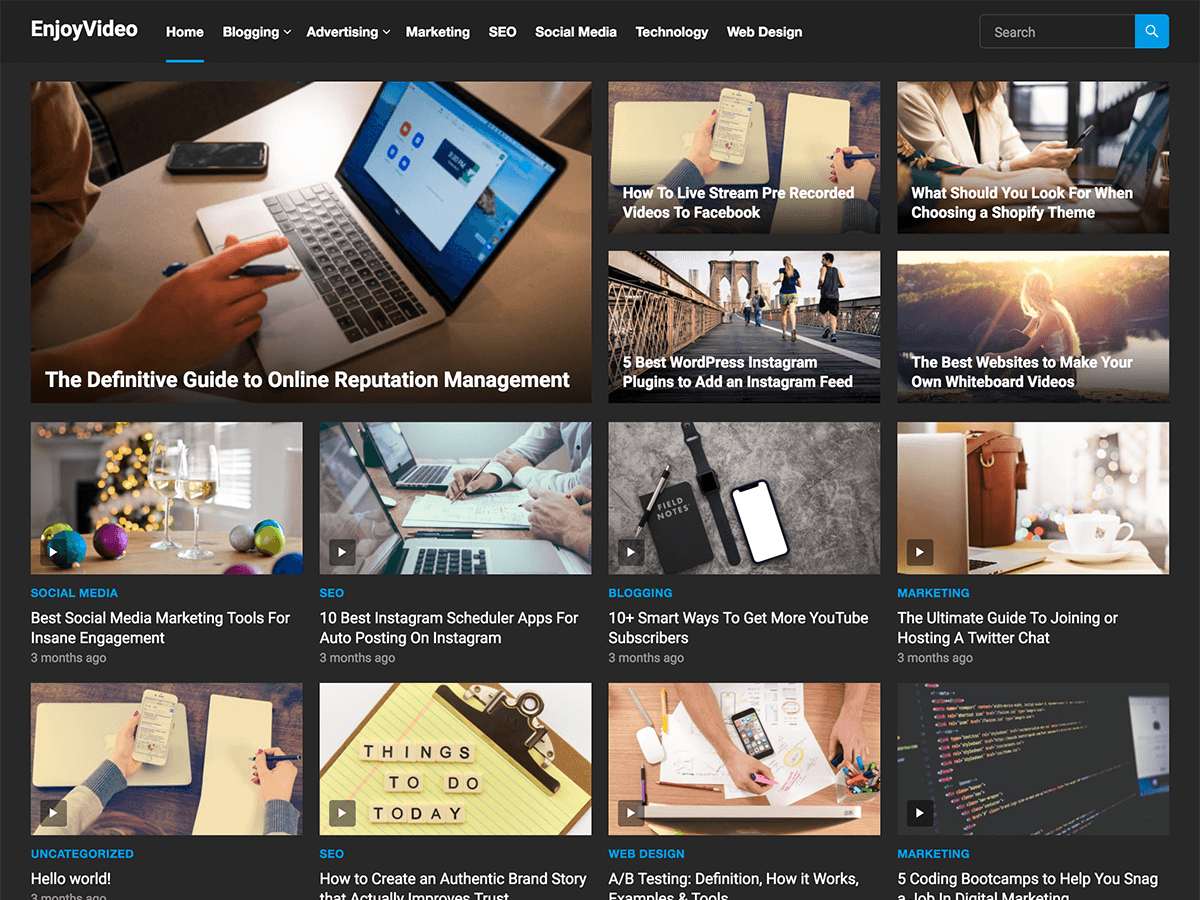 EnjoyVideo
Home
Blogging
Advertising
Marketing
SEO
Social Media
Technology
Web Design
Search
The Definitive Guide to Online Reputation Management
How To Live Stream Pre Recorded
Videos To Facebook
What Should You Look For When
Choosing a Shopify Theme
5 Best WordPress Instagram
Plugins to Add an Instagram Feed
The Best Websites to Make Your
Own Whiteboard Videos
FIELD
NOTES
SOCIAL MEDIA
Best Social Media Marketing Tools For
Insane Engagement
3 months ago
SEO
10 Best Instagram Scheduler Apps For
Auto Posting On Instagram
3 months ago
BLOGGING
10+ Smart Ways To Get More YouTube
Subscribers
3 months ago
MARKETING
The Ultimate Guide To Joining or
Hosting A Twitter Chat
3 months ago
THINGS
TO DO
TODAY
UNCATEGORIZED
Hello world!
3 months ago
SEO
How to Create an Authentic Brand Story
that Actually Improves Trust
WEB DESIGN
A/B Testing: Definition, How it Works,
Examples & Tools
MARKETING
5 Coding Bootcamps to Help You Snag
a Job In Digital Marketing